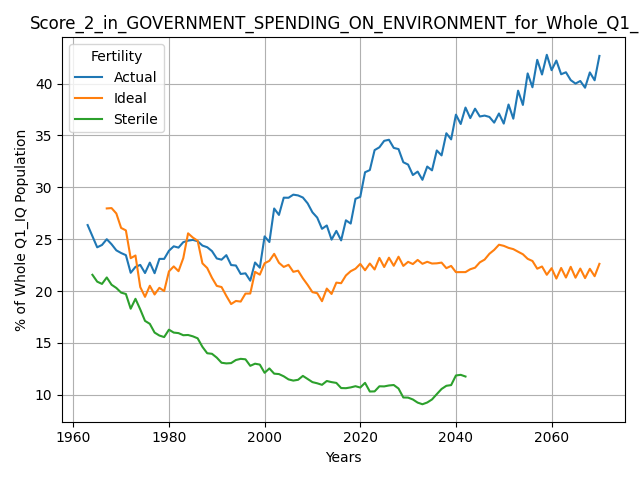 Score_2_in_GOVERNMENT_SPENDING_ON_ENVIRONMENT_for_Whole_Q1_
Fertility
Actual
Ideal
Sterile
% of Whole Q1_IQ Population
40
35
30
25
20
15
10
1960
1980
2000
2020
2040
2060
Years